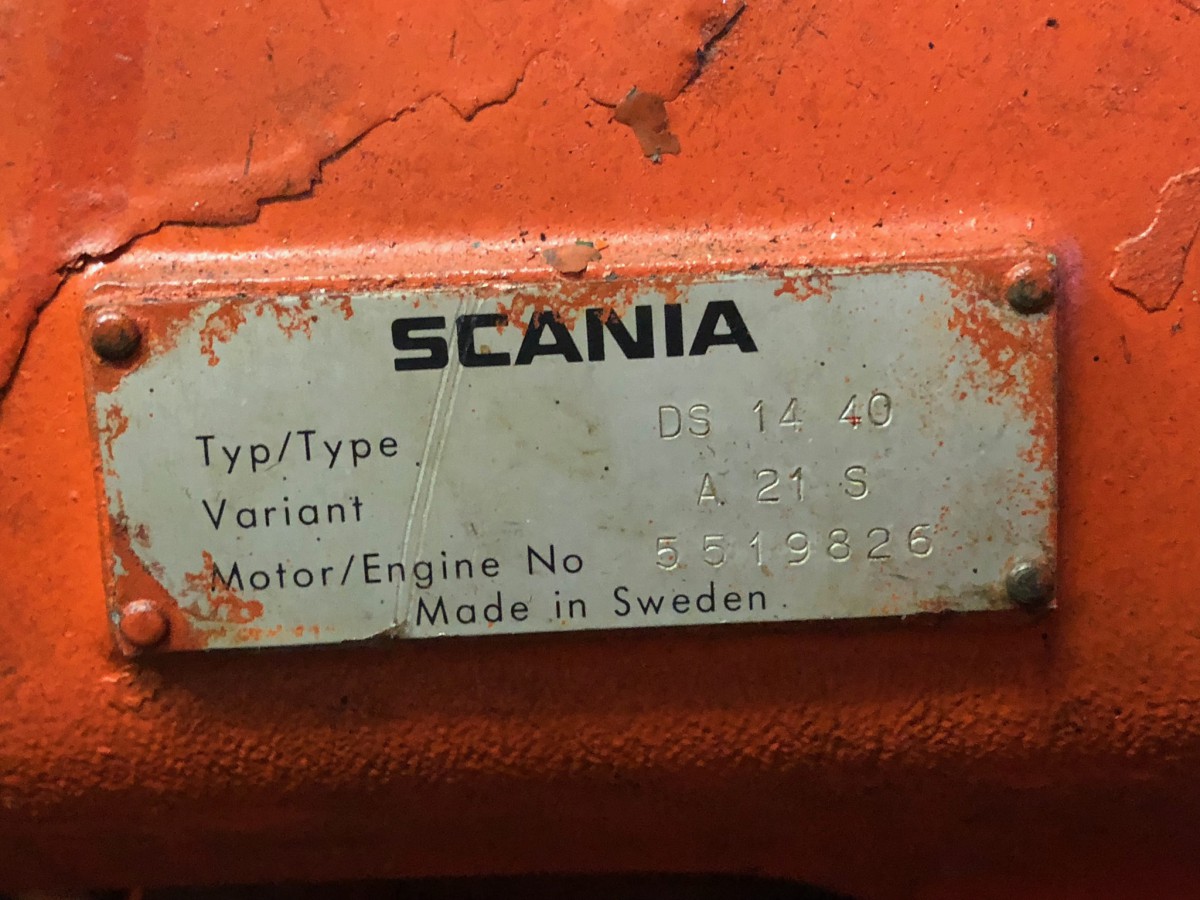 SCANIA
Typ/Type DS 14 40
Variant A 21 S
Motor/Engine No 5519826
Made in Sweden